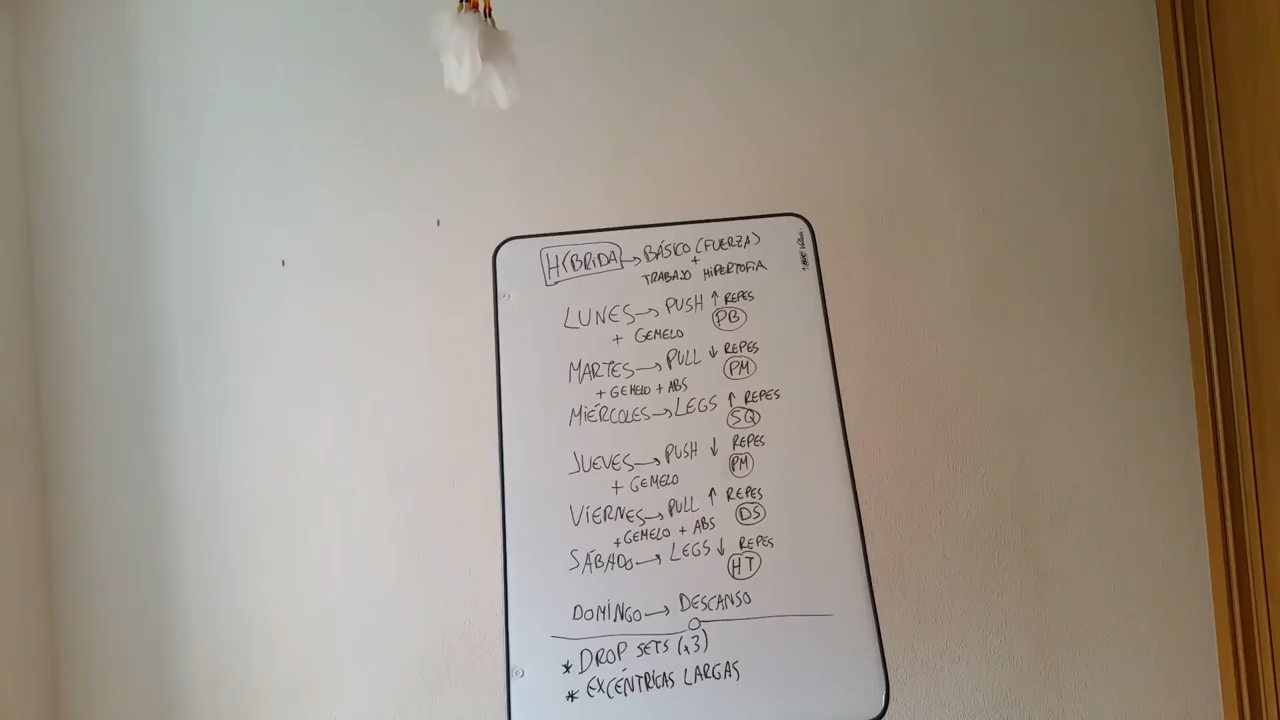 HÍBRIDA → BÁSICO (FUERZA)
+
TRABAJO HIPERTOFIA
LUNES → PUSH ↑ REPES
+ GEMELO PB
MARTES → PULL ↓ REPES
+ GEMELO + ABS PM
MIÉRCOLES → LEGS ↑ REPES
SQ
JUEVES → PUSH ↓ REPES
+ GEMELO PM
VIERNES → PULL ↑ REPES
+ GEMELO + ABS DS
SÁBADO → LEGS ↓ REPES
HT
DOMINGO → DESCANSO
* DROP SETS (x3)
* EXCÉNTRICAS LARGAS